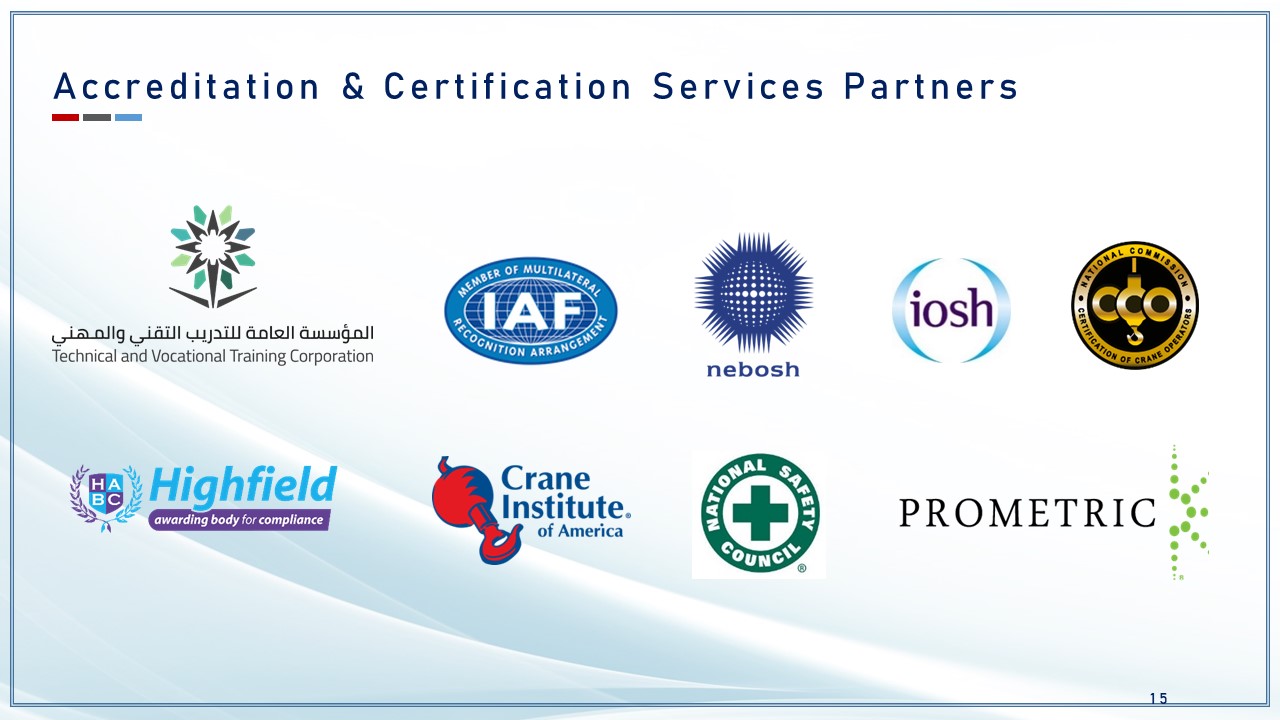 Accreditation & Certification Services Partners
المؤسسة العامة للتدريب التقني والمهني
Technical and Vocational Training Corporation
MEMBER OF MULTILATERAL
IAF
RECOGNITION ARRANGEMENT
nebosh
iosh
NATIONAL COMMISSION
cco
CERTIFICATION OF CRANE OPERATORS
HABC
Highfield
awarding body for compliance
Crane
Institute®
of America
NATIONAL SAFETY
COUNCIL
®
PROMETRIC
15